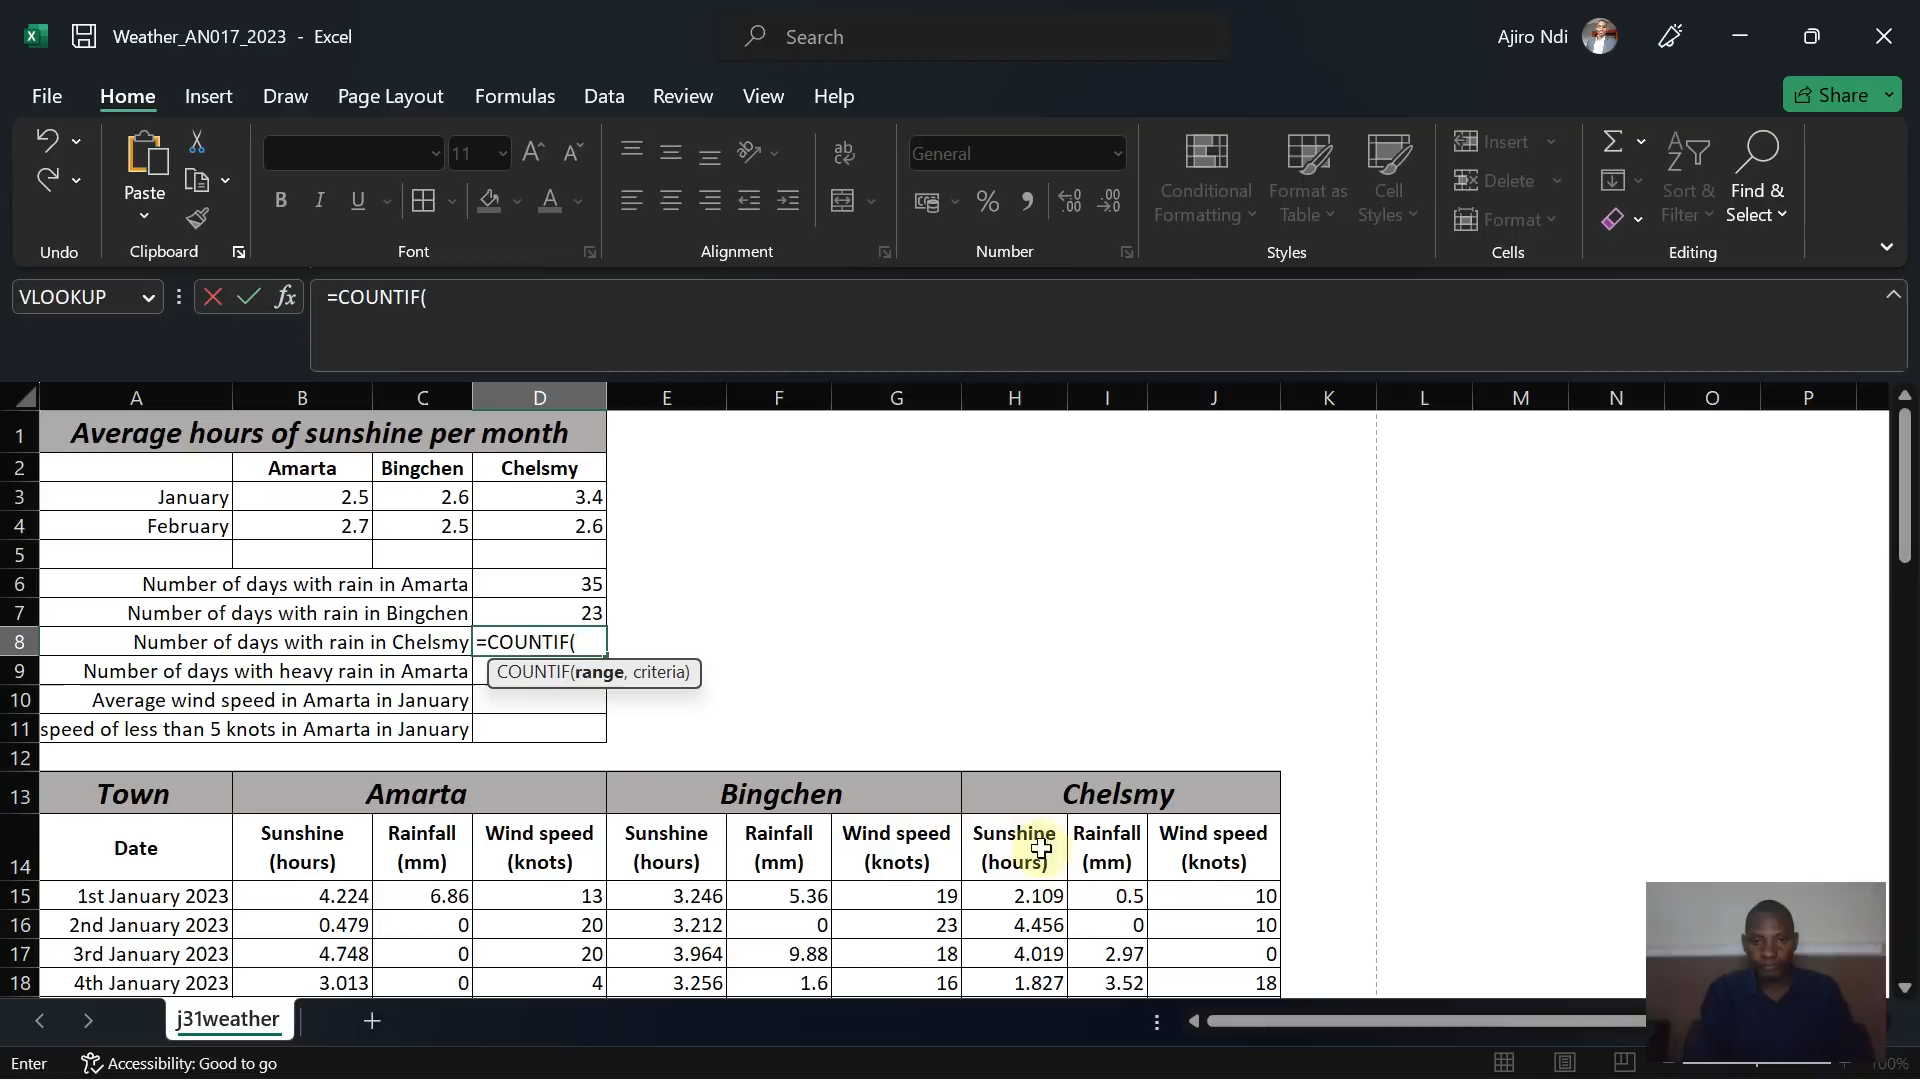 Weather_AN017_2023 - Excel
Search
Ajiro Ndi
File Home Insert Draw Page Layout Formulas Data Review View Help
Share
Paste
11
General
Conditional Formatting
Format as Table
Cell Styles
Insert
Delete
Format
Sort & Filter
Find & Select
B I U
Undo Clipboard Font Alignment Number Styles Cells Editing
VLOOKUP
fx
=COUNTIF(
A B C D E F G H I J K L M N O P
1 Average hours of sunshine per month
2 Amarta Bingchen Chelsmy
3 January 2.5 2.6 3.4
4 February 2.7 2.5 2.6
5
6 Number of days with rain in Amarta 35
7 Number of days with rain in Bingchen 23
8 Number of days with rain in Chelsmy =COUNTIF(
9 Number of days with heavy rain in Amarta
COUNTIF(range, criteria)
10 Average wind speed in Amarta in January
11 speed of less than 5 knots in Amarta in January
12
13 Town Amarta Bingchen Chelsmy
14 Date Sunshine (hours) Rainfall (mm) Wind speed (knots) Sunshine (hours) Rainfall (mm) Wind speed (knots) Sunshine (hours) Rainfall (mm) Wind speed (knots)
15 1st January 2023 4.224 6.86 13 3.246 5.36 19 2.109 0.5 10
16 2nd January 2023 0.479 0 20 3.212 0 23 4.456 0 10
17 3rd January 2023 4.748 0 20 3.964 9.88 18 4.019 2.97 0
18 4th January 2023 3.013 0 4 3.256 1.6 16 1.827 3.52 18
j31weather
Enter
Accessibility: Good to go
100%